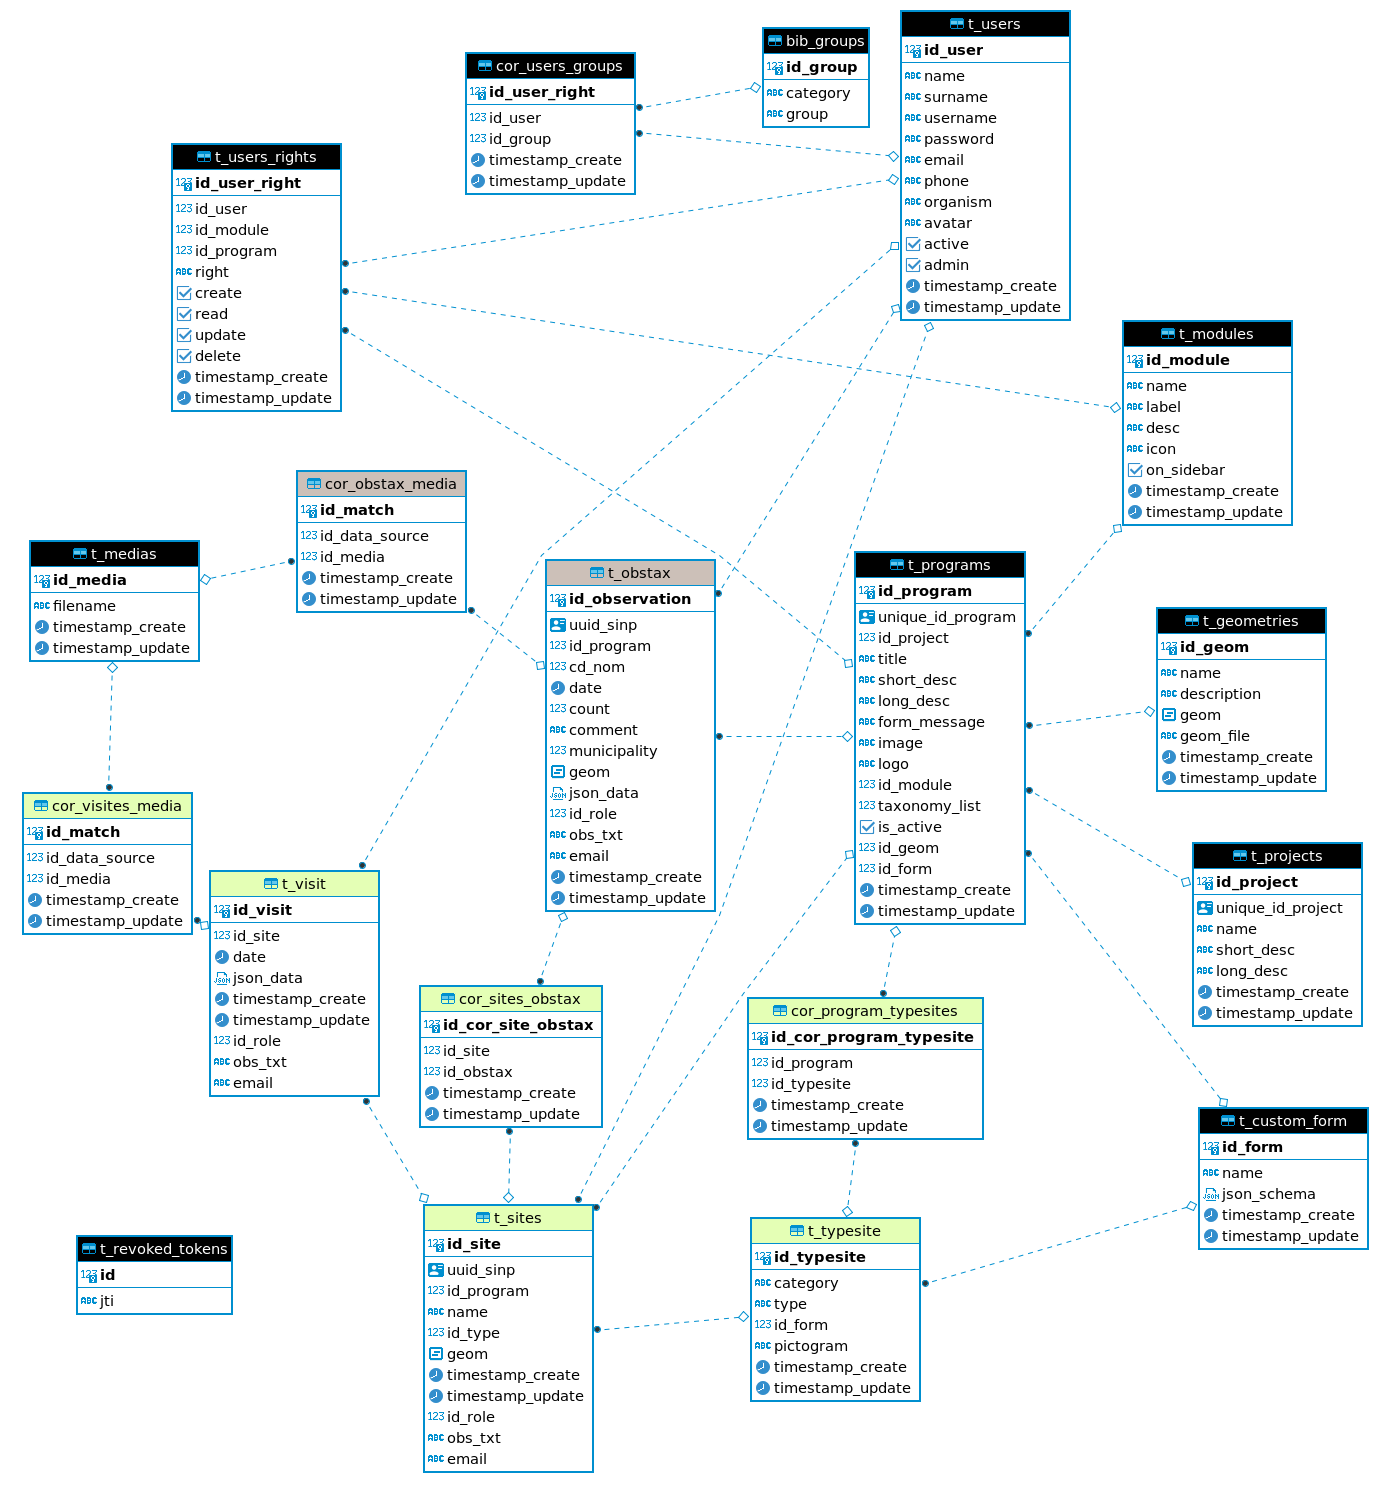 t_users
id_user
name
surname
username
password
email
phone
organism
avatar
active
admin
timestamp_create
timestamp_update
bib_groups
id_group
category
group
cor_users_groups
id_user_right
id_user
id_group
timestamp_create
timestamp_update
t_users_rights
id_user_right
id_user
id_module
id_program
right
create
read
update
delete
timestamp_create
timestamp_update
t_modules
id_module
name
label
desc
icon
on_sidebar
timestamp_create
timestamp_update
cor_obstax_media
id_match
id_data_source
id_media
timestamp_create
timestamp_update
t_medias
id_media
filename
timestamp_create
timestamp_update
t_obstax
id_observation
uuid_sinp
id_program
cd_nom
date
count
comment
municipality
geom
json_data
id_role
obs_txt
email
timestamp_create
timestamp_update
t_programs
id_program
unique_id_program
id_project
title
short_desc
long_desc
form_message
image
logo
id_module
taxonomy_list
is_active
id_geom
id_form
timestamp_create
timestamp_update
t_geometries
id_geom
name
description
geom
geom_file
timestamp_create
timestamp_update
cor_visites_media
id_match
id_data_source
id_media
timestamp_create
timestamp_update
t_visit
id_visit
id_site
date
json_data
timestamp_create
timestamp_update
id_role
obs_txt
email
t_projects
id_project
unique_id_project
name
short_desc
long_desc
timestamp_create
timestamp_update
cor_sites_obstax
id_cor_site_obstax
id_site
id_obstax
timestamp_create
timestamp_update
cor_program_typesites
id_cor_program_typesite
id_program
id_typesite
timestamp_create
timestamp_update
t_custom_form
id_form
name
json_schema
timestamp_create
timestamp_update
t_revoked_tokens
id
jti
t_sites
id_site
uuid_sinp
id_program
name
id_type
geom
timestamp_create
timestamp_update
id_role
obs_txt
email
t_typesite
id_typesite
category
type
id_form
pictogram
timestamp_create
timestamp_update